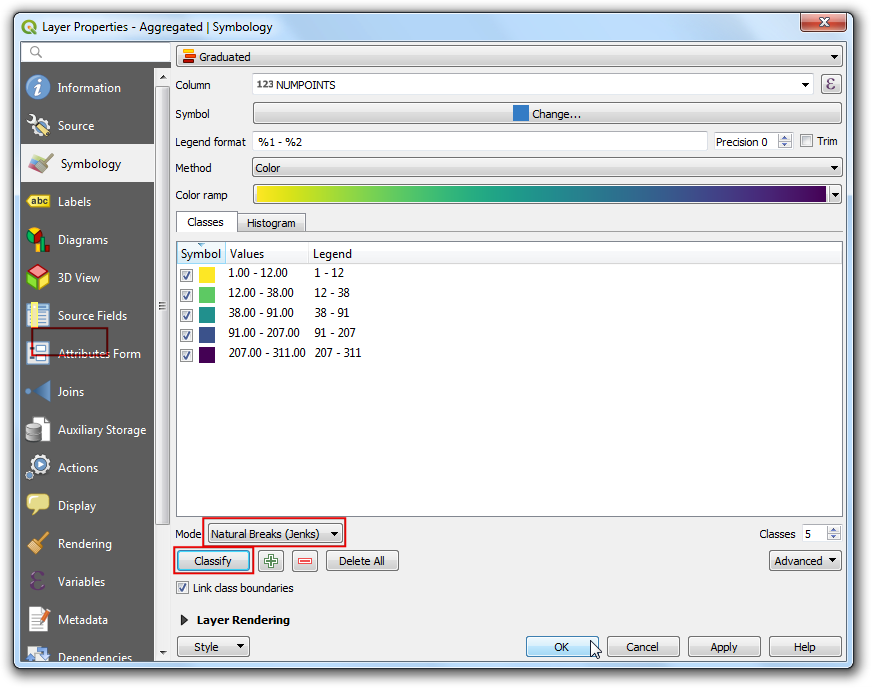 Layer Properties - Aggregated | Symbology
Information
Source
Symbology
abc Labels
Diagrams
3D View
Source Fields
Attributes Form
Joins
Auxiliary Storage
Actions
Display
Rendering
ε Variables
Metadata
Dependencies
Graduated
Column 123 NUMPOINTS ε
Symbol Change...
Legend format %1 - %2 Precision 0 Trim
Method Color
Color ramp
Classes Histogram
Symbol Values Legend
1.00 - 12.00 1 - 12
12.00 - 38.00 12 - 38
38.00 - 91.00 38 - 91
91.00 - 207.00 91 - 207
207.00 - 311.00 207 - 311
Mode Natural Breaks (Jenks) Classes 5
Classify Delete All Advanced
Link class boundaries
Layer Rendering
Style OK Cancel Apply Help